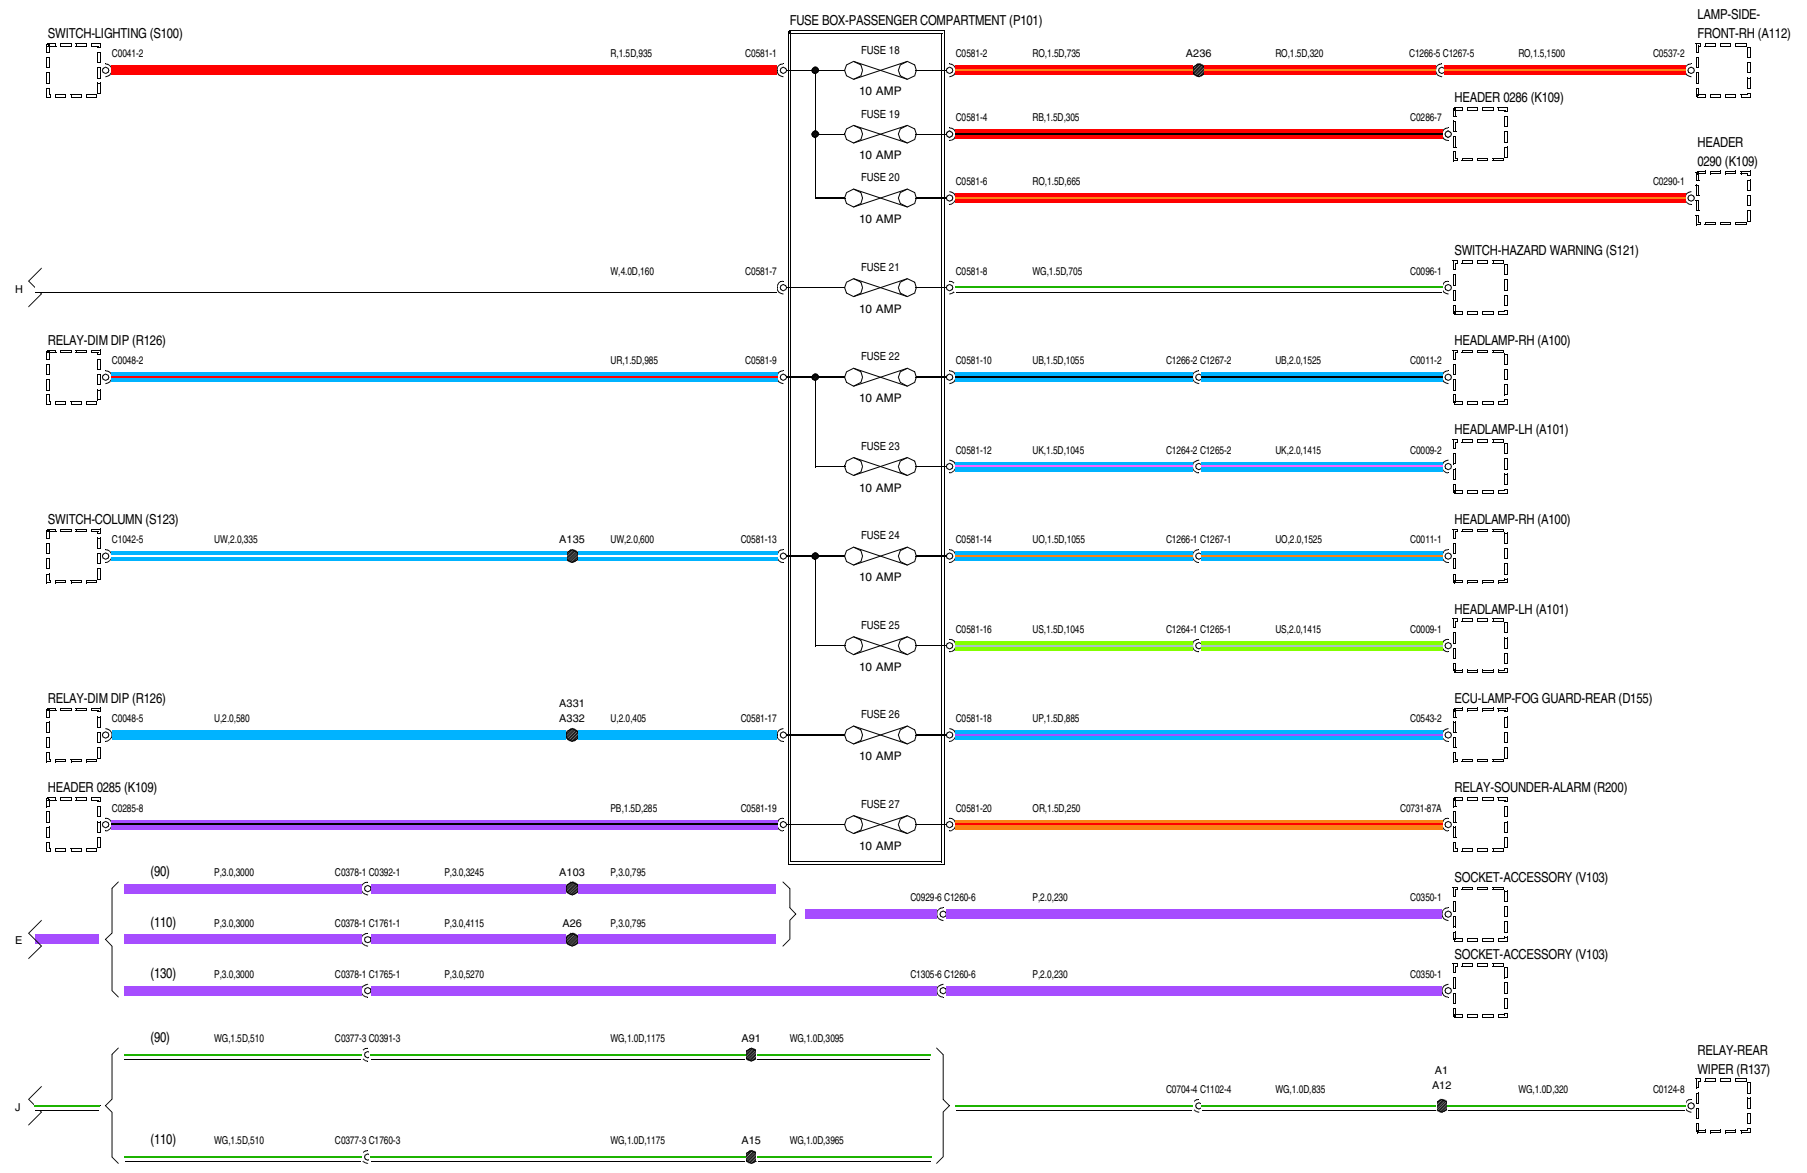 FUSE BOX-PASSENGER COMPARTMENT (P101)
LAMP-SIDE-
FRONT-RH (A112)
SWITCH-LIGHTING (S100)
C0041-2 R,1.5D,935 C0581-1 FUSE 18 C0581-2 RO,1.5D,735 A236 RO,1.5D,320 C1266-5 C1267-5 RO,1.5,1500 C0537-2
10 AMP
HEADER 0286 (K109)
FUSE 19 C0581-4 RB,1.5D,305 C0286-7
10 AMP
HEADER
0290 (K109)
FUSE 20 C0581-6 RO,1.5D,665 C0290-1
10 AMP
SWITCH-HAZARD WARNING (S121)
H W,4.0D,160 C0581-7 FUSE 21 C0581-8 WG,1.5D,705 C0096-1
10 AMP
RELAY-DIM DIP (R126) HEADLAMP-RH (A100)
C0048-2 UR,1.5D,985 C0581-9 FUSE 22 C0581-10 UB,1.5D,1055 C1266-2 C1267-2 UB,2.0,1525 C0011-2
10 AMP
HEADLAMP-LH (A101)
FUSE 23 C0581-12 UK,1.5D,1045 C1264-2 C1265-2 UK,2.0,1415 C0009-2
10 AMP
SWITCH-COLUMN (S123) HEADLAMP-RH (A100)
C1042-5 UW,2.0,335 A135 UW,2.0,600 C0581-13 FUSE 24 C0581-14 UO,1.5D,1055 C1266-1 C1267-1 UO,2.0,1525 C0011-1
10 AMP
HEADLAMP-LH (A101)
FUSE 25 C0581-16 US,1.5D,1045 C1264-1 C1265-1 US,2.0,1415 C0009-1
10 AMP
RELAY-DIM DIP (R126) A331 ECU-LAMP-FOG GUARD-REAR (D155)
C0048-5 U,2.0,580 A332 U,2.0,405 C0581-17 FUSE 26 C0581-18 UP,1.5D,885 C0543-2
10 AMP
HEADER 0285 (K109) RELAY-SOUNDER-ALARM (R200)
C0285-8 PB,1.5D,285 C0581-19 FUSE 27 C0581-20 OR,1.5D,250 C0731-87A
10 AMP
(90) P,3.0,3000 C0378-1 C0392-1 P,3.0,3245 A103 P,3.0,795
SOCKET-ACCESSORY (V103)
C0929-6 C1260-6 P,2.0,230 C0350-1
(110) P,3.0,3000 C0378-1 C1761-1 P,3.0,4115 A26 P,3.0,795
E
SOCKET-ACCESSORY (V103)
(130) P,3.0,3000 C0378-1 C1765-1 P,3.0,5270 C1305-6 C1260-6 P,2.0,230 C0350-1
(90) WG,1.5D,510 C0377-3 C0391-3 WG,1.0D,1175 A91 WG,1.0D,3095
RELAY-REAR
WIPER (R137)
J C0704-4 C1102-4 WG,1.0D,835 A1
A12 WG,1.0D,320 C0124-8
(110) WG,1.5D,510 C0377-3 C1760-3 WG,1.0D,1175 A15 WG,1.0D,3965